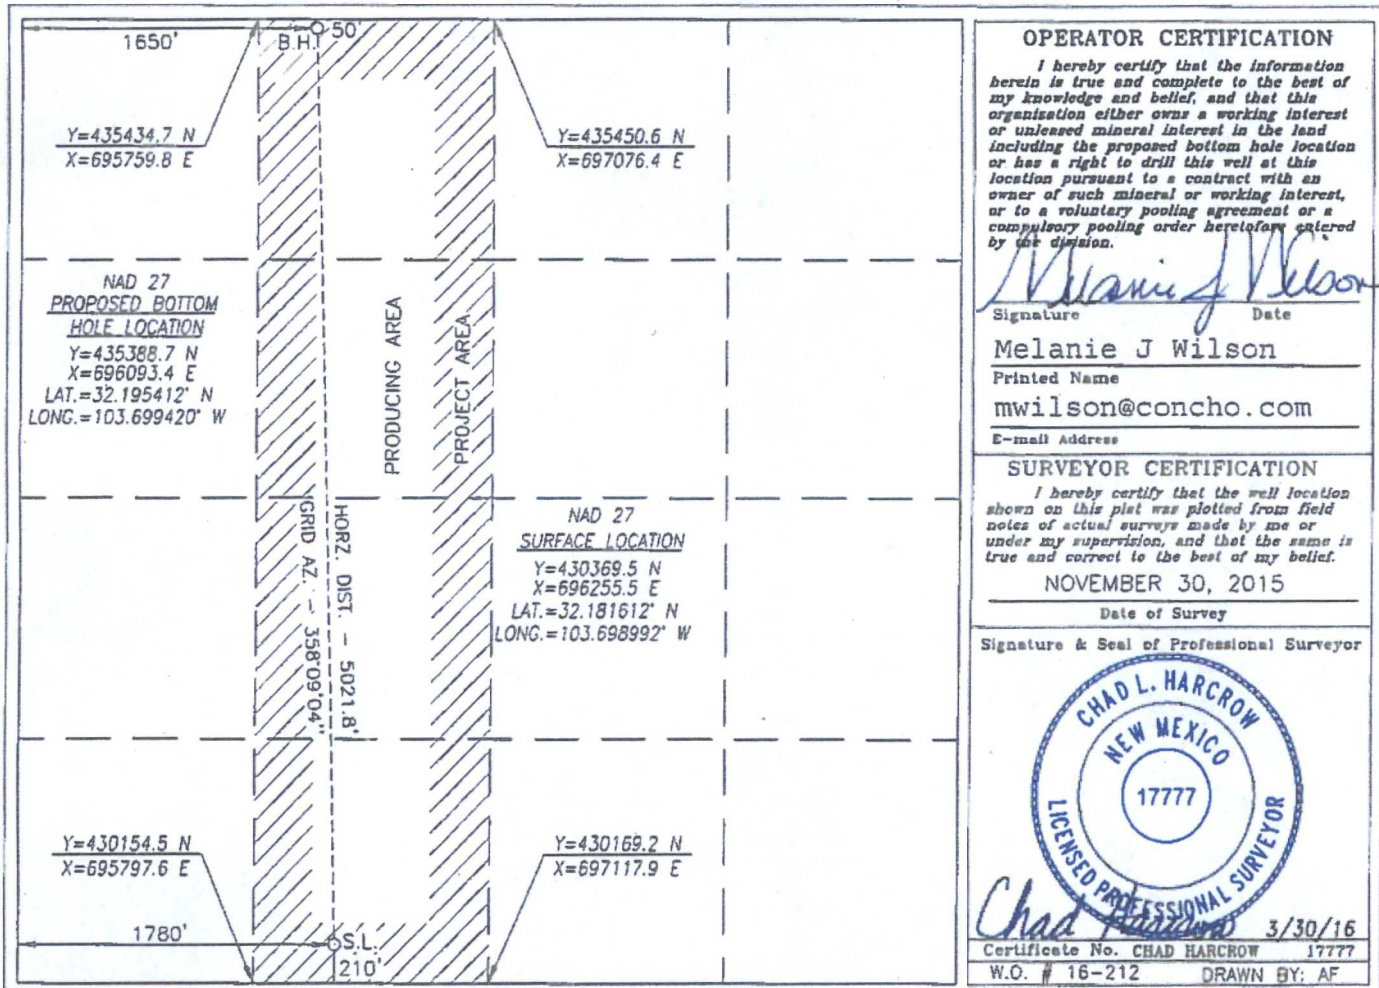 1650'
B.H.
50'
Y=435434.7 N
X=695759.8 E
Y=435450.6 N
X=697076.4 E
NAD 27
PROPOSED BOTTOM
HOLE LOCATION
Y=435388.7 N
X=696093.4 E
LAT.=32.195412° N
LONG.=103.699420° W
PRODUCING AREA
PROJECT AREA
HORZ. DIST. - 5021.8'
GRID AZ. - 358°09'04"
NAD 27
SURFACE LOCATION
Y=430369.5 N
X=696255.5 E
LAT.=32.181612° N
LONG.=103.698992° W
Y=430154.5 N
X=695797.6 E
Y=430169.2 N
X=697117.9 E
1780'
S.L.
210'
OPERATOR CERTIFICATION
I hereby certify that the information
herein is true and complete to the best of
my knowledge and belief, and that this
organization either owns a working interest
or unleased mineral interest in the land
including the proposed bottom hole location
or has a right to drill this well at this
location pursuant to a contract with an
owner of such mineral or working interest,
or to a voluntary pooling agreement or a
compulsory pooling order heretofore entered
by the division.
Melanie J Wilson
Signature Date
Melanie J Wilson
Printed Name
mwilson@concho.com
E-mail Address
SURVEYOR CERTIFICATION
I hereby certify that the well location
shown on this plat was plotted from field
notes of actual surveys made by me or
under my supervision, and that the same is
true and correct to the best of my belief.
NOVEMBER 30, 2015
Date of Survey
Signature & Seal of Professional Surveyor
CHAD L. HARCROW
NEW MEXICO
17777
LICENSED PROFESSIONAL SURVEYOR
Chad Harcrow 3/30/16
Certificate No. CHAD HARCROW 17777
W.O. # 16-212 DRAWN BY: AF